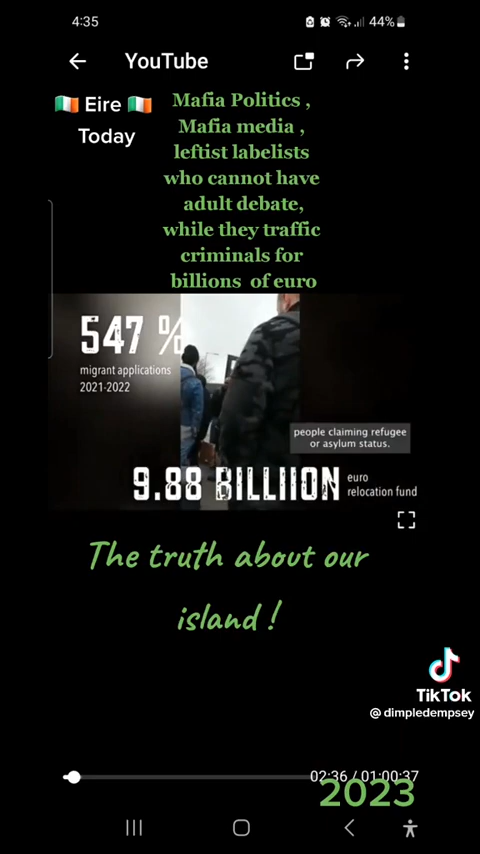 4:35
44%
YouTube
🇮🇪 Eire 🇮🇪
Today
Mafia Politics ,
Mafia media ,
leftist labelists
who cannot have
adult debate,
while they traffic
criminals for
billions of euro
547 %
migrant applications
2021-2022
people claiming refugee
or asylum status.
9.88 BILLIION
euro
relocation fund
The truth about our
island !
TikTok
@dimpledempsey
02:36 / 01:00:37
2023